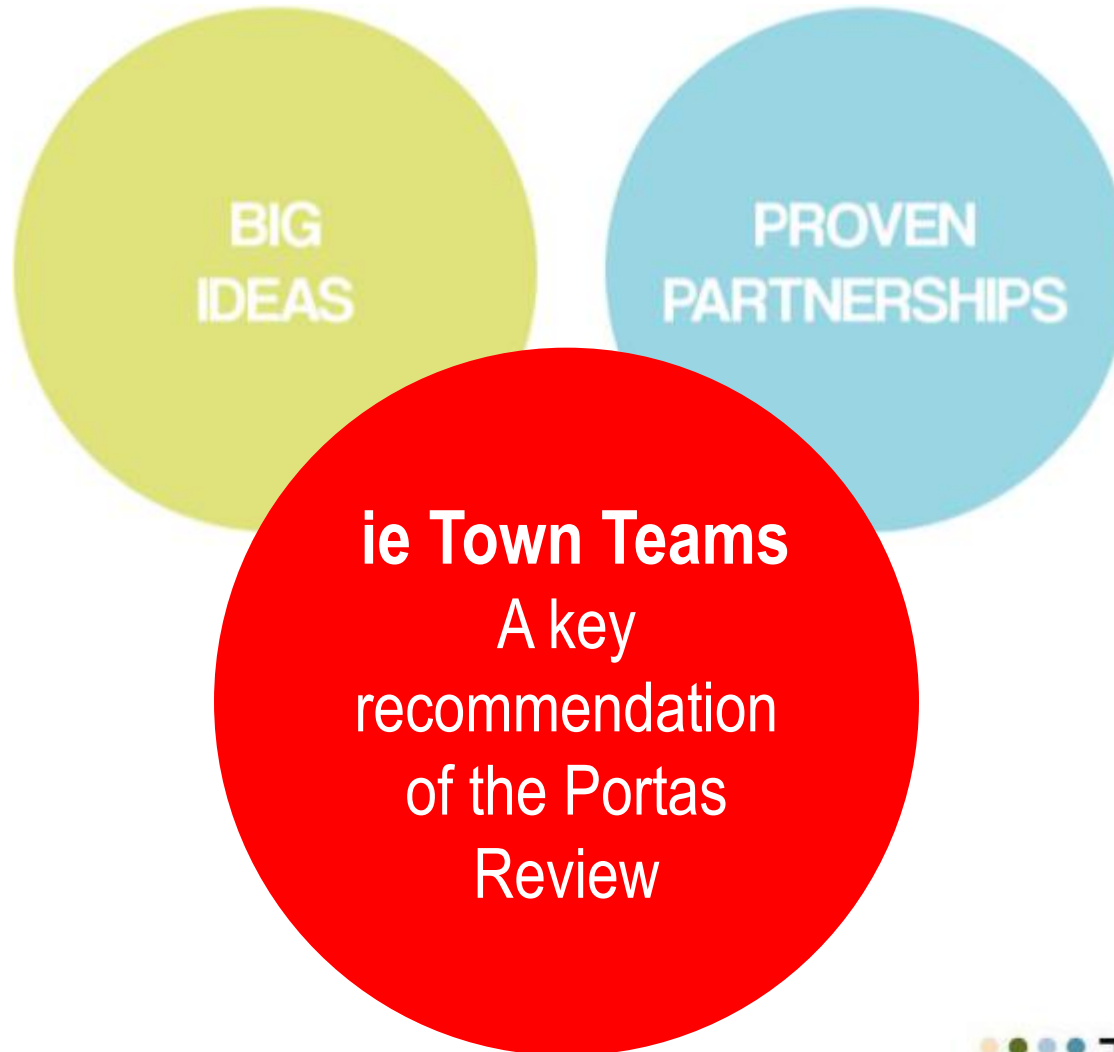 BIG
IDEAS
PROVEN
PARTNERSHIPS
ie Town Teams
A key
recommendation
of the Portas
Review